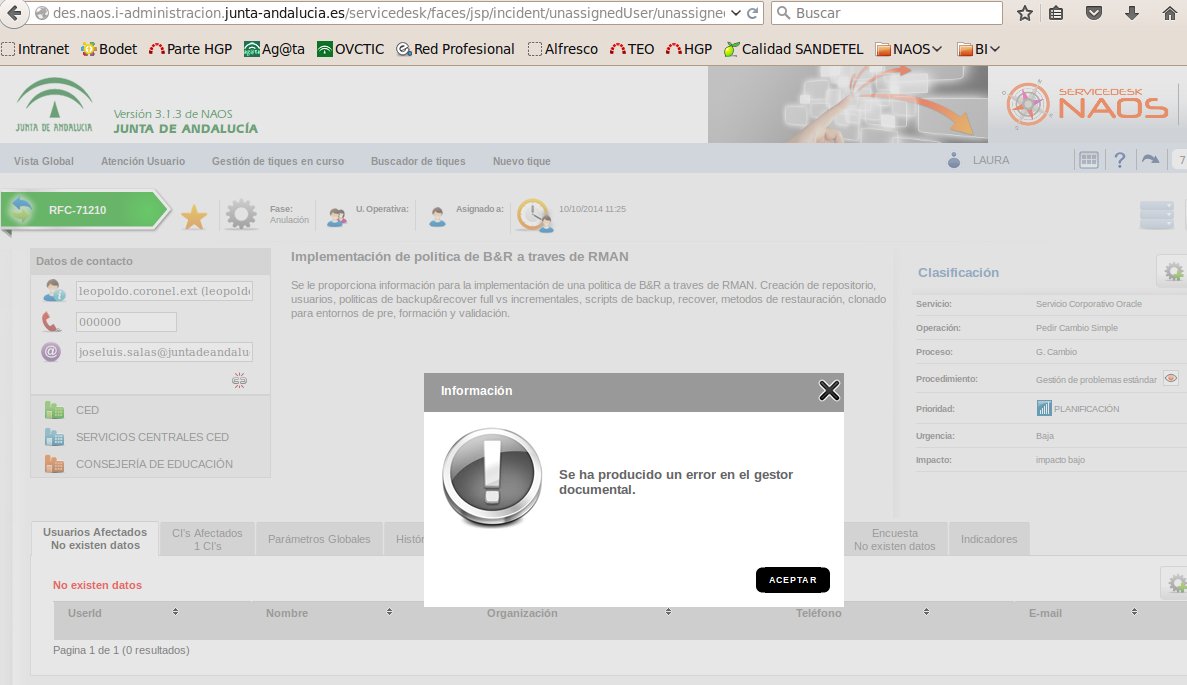 des.naos.i-administracion.junta-andalucia.es/servicedesk/faces/jsp/incident/unassignedUser/unassigne
Buscar
Intranet Bodet Parte HGP Ag@ta OVCTIC Red Profesional Alfresco TEO HGP Calidad SANDETEL NAOS BI
JUNTA DE ANDALUCIA
Versión 3.1.3 de NAOS
JUNTA DE ANDALUCÍA
SERVICEDESK
NAOS
Vista Global Atención Usuario Gestión de tiques en curso Buscador de tiques Nuevo tique LAURA ? 7
RFC-71210
Fase:
Anulación
U. Operativa:
Asignado a:
10/10/2014 11:25
Datos de contacto
leopoldo.coronel.ext (leopold
000000
joseluis.salas@juntadeandalu
CED
SERVICIOS CENTRALES CED
CONSEJERÍA DE EDUCACIÓN
Implementación de politica de B&R a traves de RMAN
Se le proporciona información para la implementación de una politica de B&R a traves de RMAN. Creación de repositorio,
usuarios, politicas de backup&recover full vs incrementales, scripts de backup, recover, metodos de restauración, clonado
para entornos de pre, formación y validación.
Clasificación
Servicio: Servicio Corporativo Oracle
Operación: Pedir Cambio Simple
Proceso: G. Cambio
Procedimiento: Gestión de problemas estándar
Prioridad: PLANIFICACIÓN
Urgencia: Baja
Impacto: impacto bajo
Información
Se ha producido un error en el gestor
documental.
ACEPTAR
Usuarios Afectados
No existen datos
CI's Afectados
1 CI's
Parámetros Globales
Histór
Encuesta
No existen datos
Indicadores
No existen datos
UserId Nombre Organización Teléfono E-mail
Pagina 1 de 1 (0 resultados)